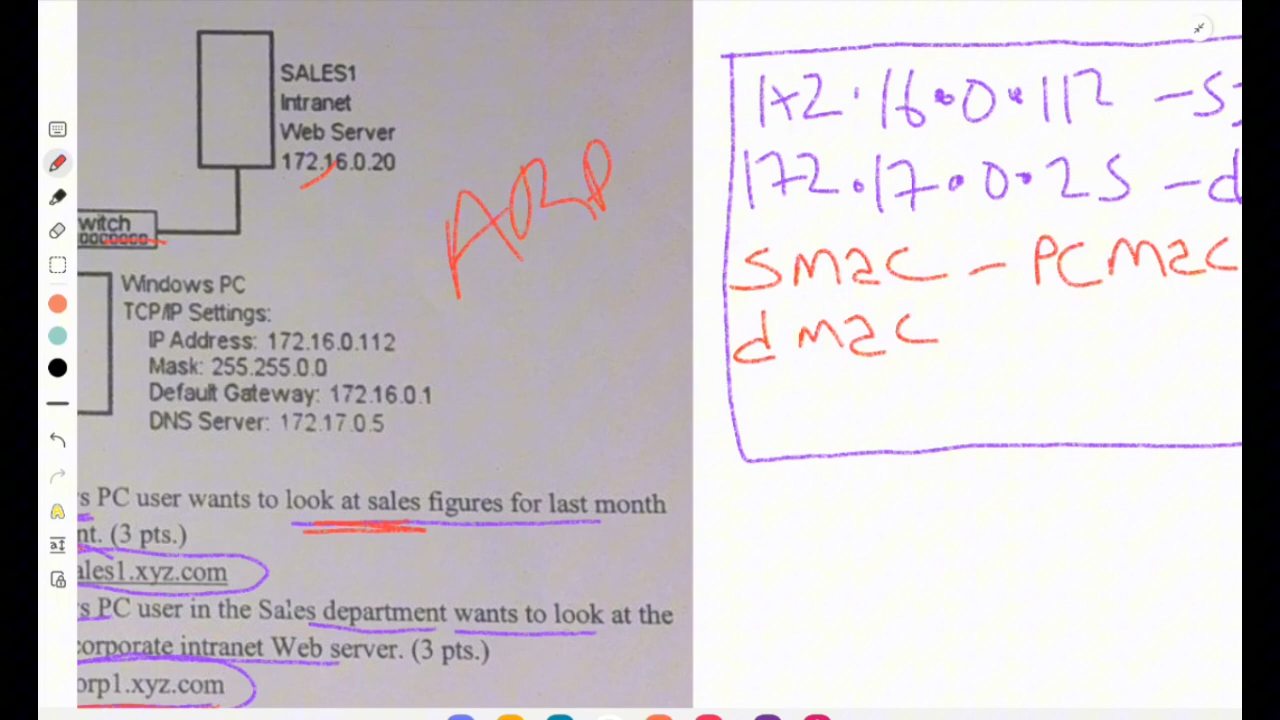 SALES1
Intranet
Web Server
172.16.0.20
witch
Windows PC
TCP/IP Settings:
IP Address: 172.16.0.112
Mask: 255.255.0.0
Default Gateway: 172.16.0.1
DNS Server: 172.17.0.5
s PC user wants to look at sales figures for last month
nt. (3 pts.)
ales1.xyz.com
s PC user in the Sales department wants to look at the
corporate intranet Web server. (3 pts.)
orp1.xyz.com
ARP
172.16.0.112 - S
172.17.0.25 - d
smac - PC mac
d mac